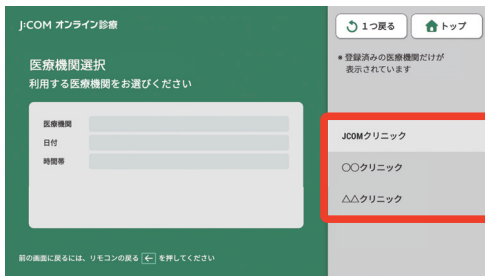 J:COM オンライン診療
医療機関選択
利用する医療機関をお選びください
医療機関
日付
時間帯
前の画面に戻るには、リモコンの戻る ← を押してください
1つ戻る
トップ
*登録済みの医療機関だけが
表示されています
JCOMクリニック
〇〇クリニック
△△クリニック